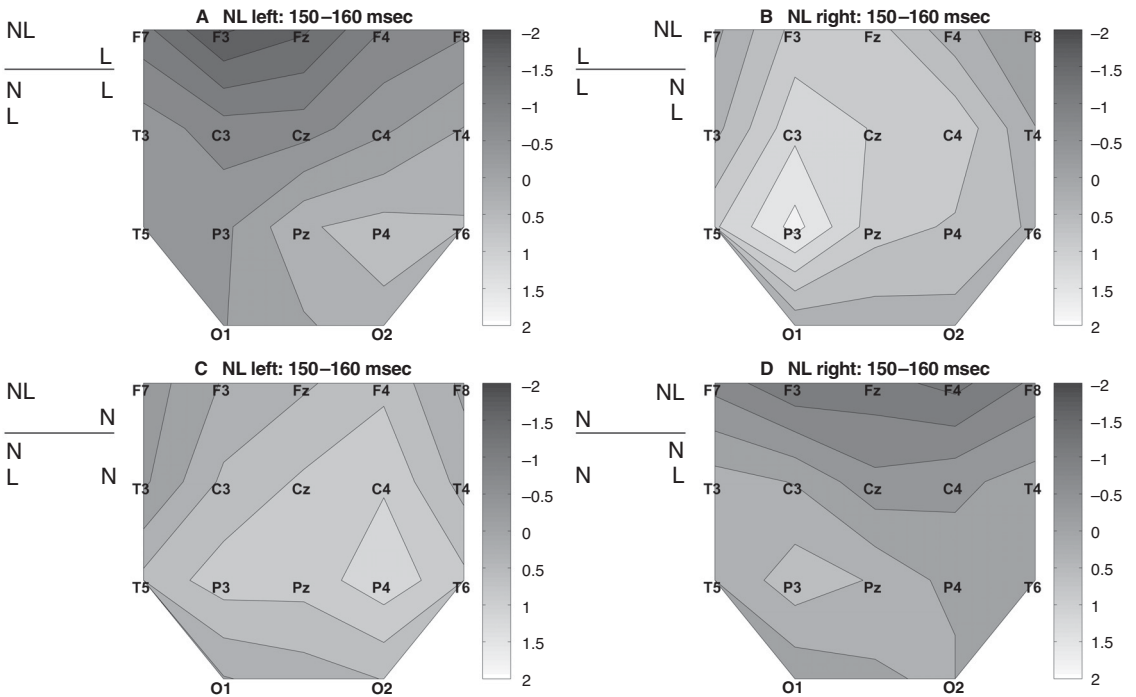 A NL left: 150–160 msec
NL
L
N L
L
F7 F3 Fz F4 F8
T3 C3 Cz C4 T4
T5 P3 Pz P4 T6
O1 O2
–2
–1.5
–1
–0.5
0
0.5
1
1.5
2
B NL right: 150–160 msec
NL
L
N
L
F7 F3 Fz F4 F8
T3 C3 Cz C4 T4
T5 P3 Pz P4 T6
O1 O2
–2
–1.5
–1
–0.5
0
0.5
1
1.5
2
C NL left: 150–160 msec
NL
N
N
L N
F7 F3 Fz F4 F8
T3 C3 Cz C4 T4
T5 P3 Pz P4 T6
O1 O2
–2
–1.5
–1
–0.5
0
0.5
1
1.5
2
D NL right: 150–160 msec
NL
N
N
N L
F7 F3 Fz F4 F8
T3 C3 Cz C4 T4
T5 P3 Pz P4 T6
O1 O2
–2
–1.5
–1
–0.5
0
0.5
1
1.5
2